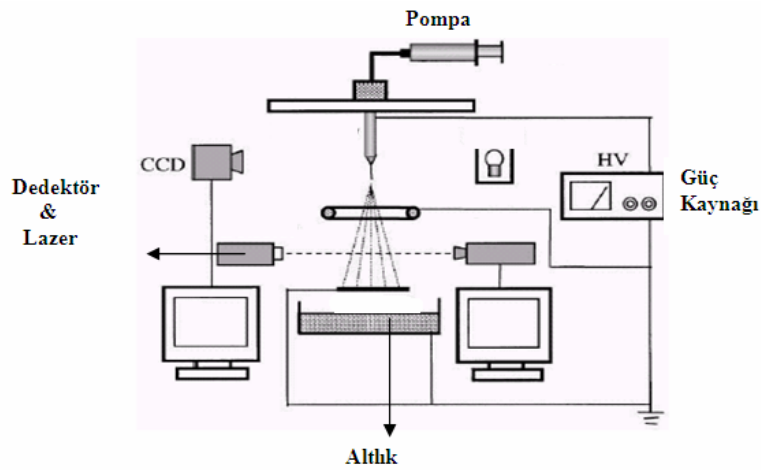 Pompa
CCD
HV
Dedektör
&
Lazer
Güç
Kaynağı
Altlık